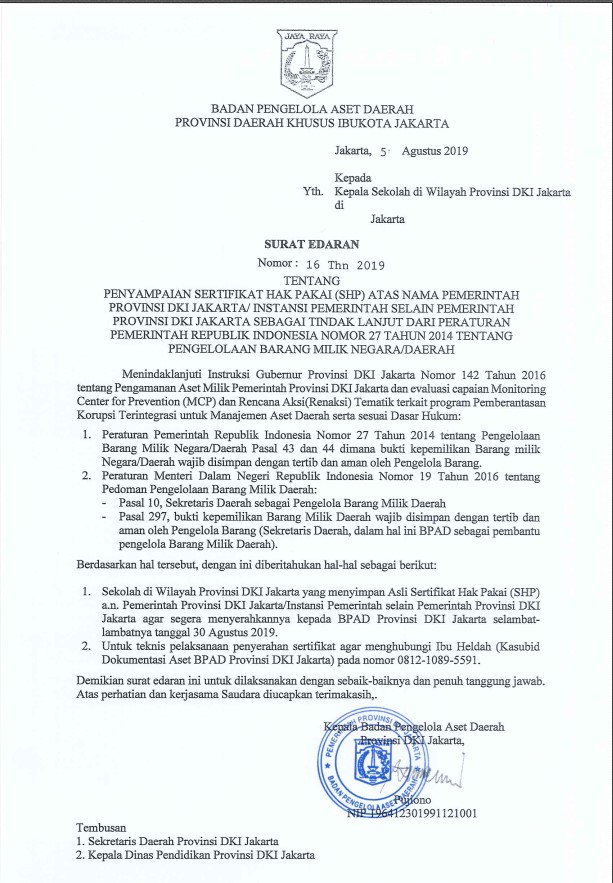 JAYA RAYA
BADAN PENGELOLA ASET DAERAH
PROVINSI DAERAH KHUSUS IBUKOTA JAKARTA
Jakarta, 5 Agustus 2019
Kepada
Yth. Kepala Sekolah di Wilayah Provinsi DKI Jakarta
di
Jakarta
SURAT EDARAN
Nomor : 16 Thn 2019
TENTANG
PENYAMPAIAN SERTIFIKAT HAK PAKAI (SHP) ATAS NAMA PEMERINTAH
PROVINSI DKI JAKARTA/ INSTANSI PEMERINTAH SELAIN PEMERINTAH
PROVINSI DKI JAKARTA SEBAGAI TINDAK LANJUT DARI PERATURAN
PEMERINTAH REPUBLIK INDONESIA NOMOR 27 TAHUN 2014 TENTANG
PENGELOLAAN BARANG MILIK NEGARA/DAERAH
Menindaklanjuti Instruksi Gubernur Provinsi DKI Jakarta Nomor 142 Tahun 2016
tentang Pengamanan Aset Milik Pemerintah Provinsi DKI Jakarta dan evaluasi capaian Monitoring
Center for Prevention (MCP) dan Rencana Aksi(Renaksi) Tematik terkait program Pemberantasan
Korupsi Terintegrasi untuk Manajemen Aset Daerah serta sesuai Dasar Hukum:
1. Peraturan Pemerintah Republik Indonesia Nomor 27 Tahun 2014 tentang Pengelolaan
Barang Milik Negara/Daerah Pasal 43 dan 44 dimana bukti kepemilikan Barang milik
Negara/Daerah wajib disimpan dengan tertib dan aman oleh Pengelola Barang.
2. Peraturan Menteri Dalam Negeri Republik Indonesia Nomor 19 Tahun 2016 tentang
Pedoman Pengelolaan Barang Milik Daerah:
- Pasal 10, Sekretaris Daerah sebagai Pengelola Barang Milik Daerah
- Pasal 297, bukti kepemilikan Barang Milik Daerah wajib disimpan dengan tertib dan
aman oleh Pengelola Barang (Sekretaris Daerah, dalam hal ini BPAD sebagai pembantu
pengelola Barang Milik Daerah).
Berdasarkan hal tersebut, dengan ini diberitahukan hal-hal sebagai berikut:
1. Sekolah di Wilayah Provinsi DKI Jakarta yang menyimpan Asli Sertifikat Hak Pakai (SHP)
a.n. Pemerintah Provinsi DKI Jakarta/Instansi Pemerintah selain Pemerintah Provinsi DKI
Jakarta agar segera menyerahkannya kepada BPAD Provinsi DKI Jakarta selambat-
lambatnya tanggal 30 Agustus 2019.
2. Untuk teknis pelaksanaan penyerahan sertifikat agar menghubungi Ibu Heldah (Kasubid
Dokumentasi Aset BPAD Provinsi DKI Jakarta) pada nomor 0812-1089-5591.
Demikian surat edaran ini untuk dilaksanakan dengan sebaik-baiknya dan penuh tanggung jawab.
Atas perhatian dan kerjasama Saudara diucapkan terimakasih,.
Kepala Badan Pengelola Aset Daerah
Provinsi DKI Jakarta,
PEMERINTAH PROVINSI DKI JAKARTA
BADAN PENGELOLA ASET DAERAH
Pujiono
NIP 196412301991121001
Tembusan
1. Sekretaris Daerah Provinsi DKI Jakarta
2. Kepala Dinas Pendidikan Provinsi DKI Jakarta